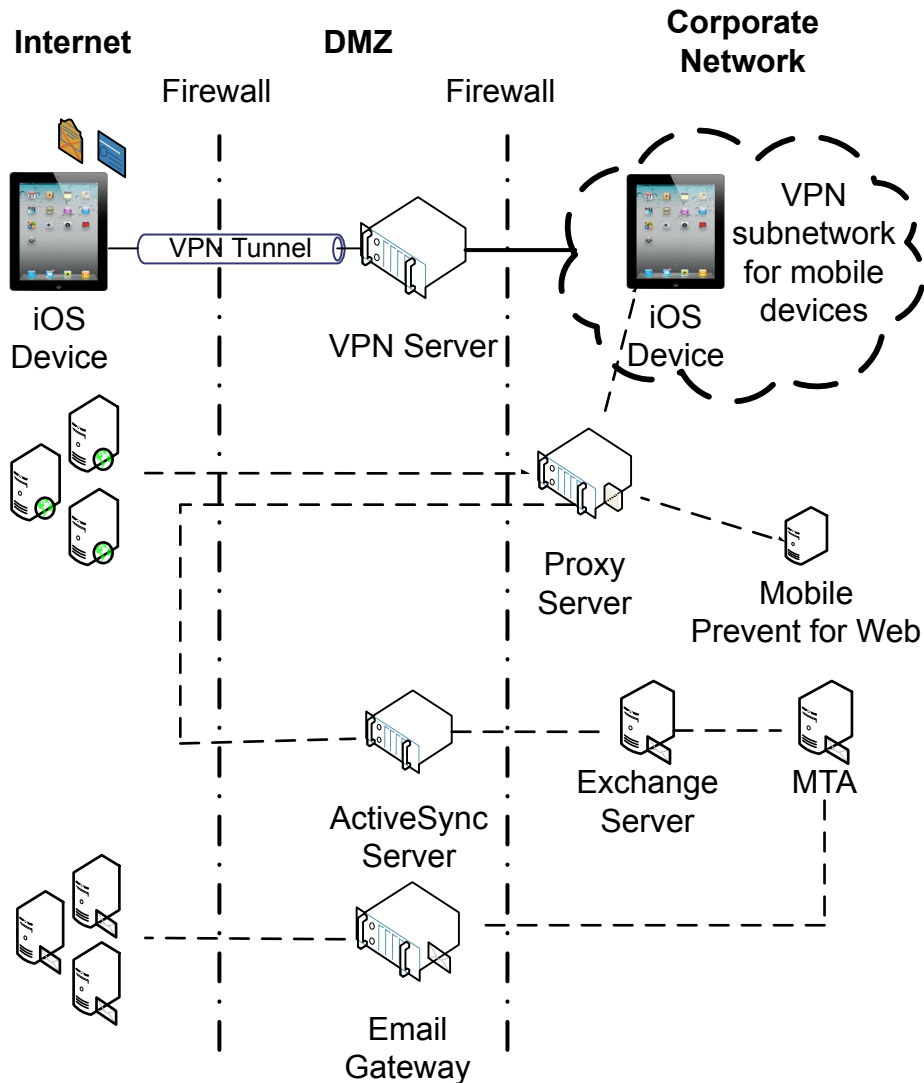 Internet
DMZ
Corporate
Network
Firewall
Firewall
VPN Tunnel
VPN
subnetwork
for mobile
devices
iOS
Device
VPN Server
iOS
Device
Proxy
Server
Mobile
Prevent for Web
ActiveSync
Server
Exchange
Server
MTA
Email
Gateway